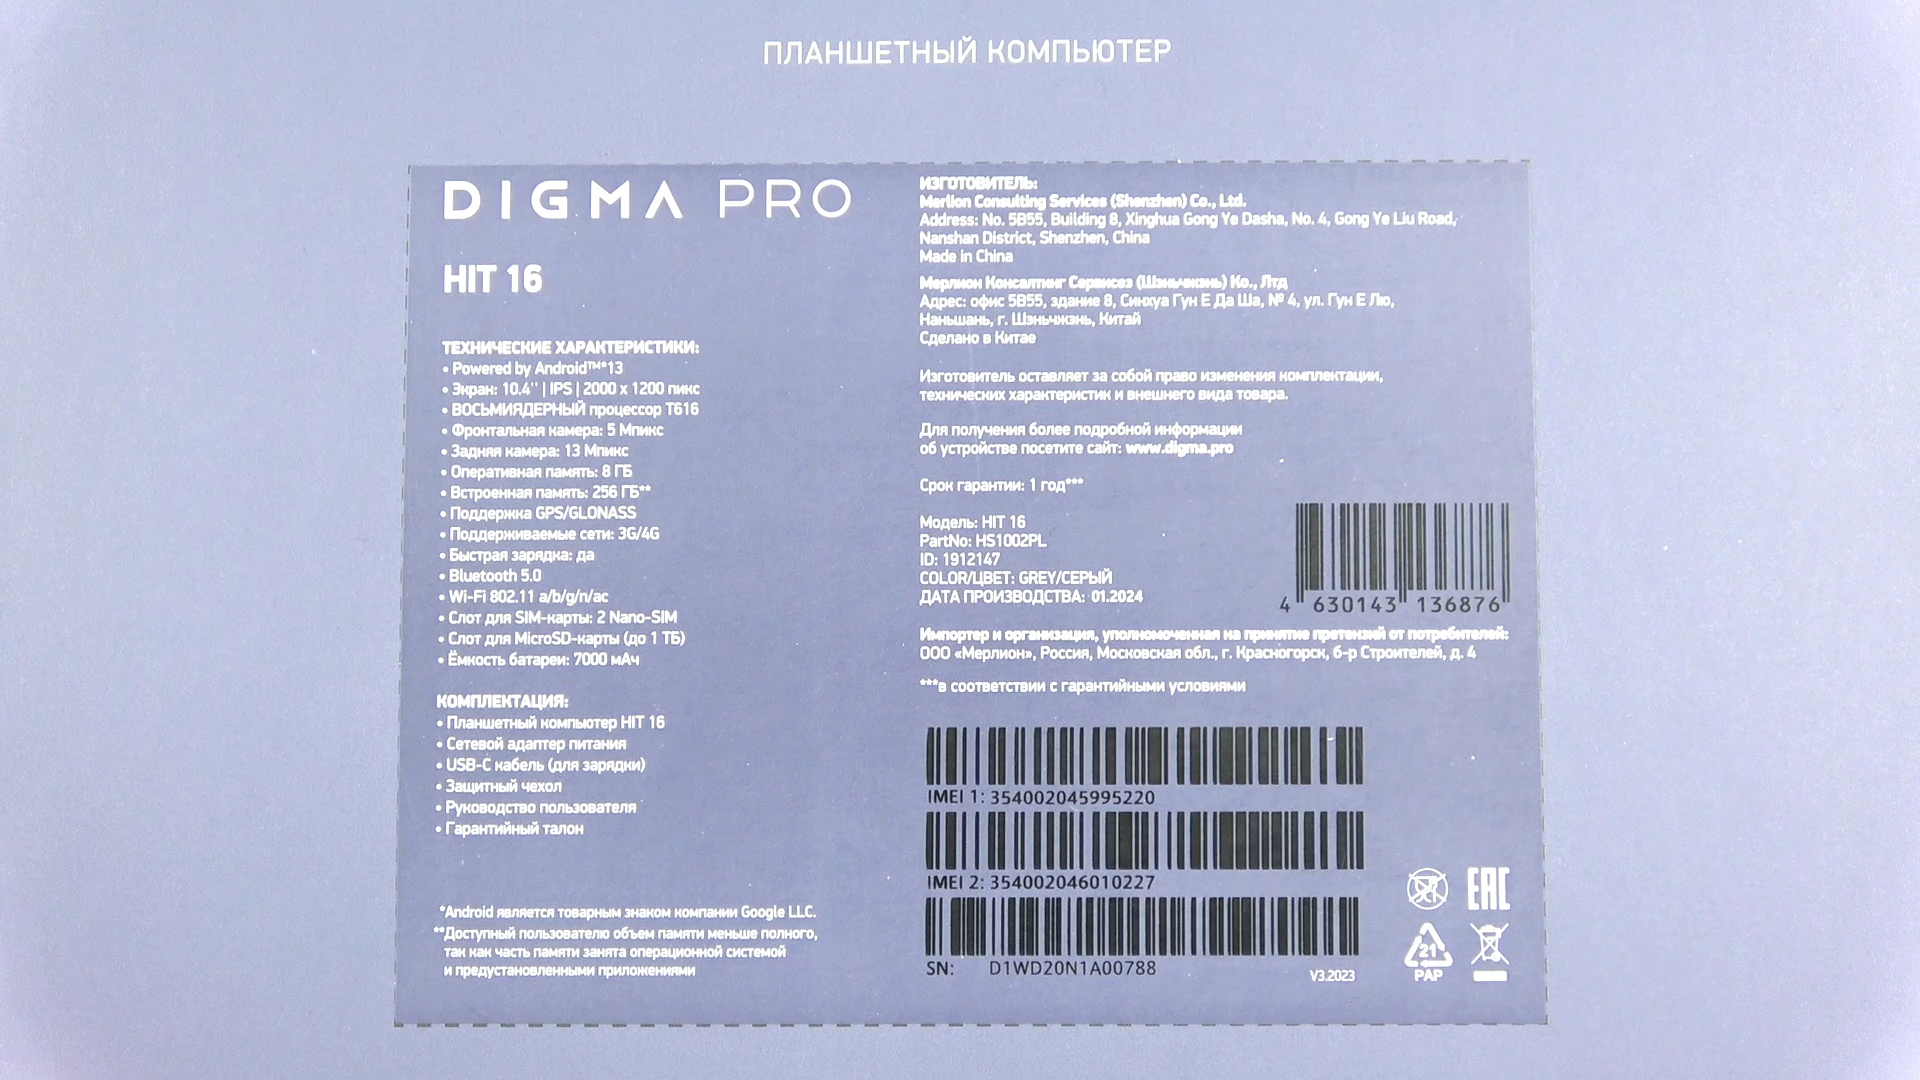 ПЛАНШЕТНЫЙ КОМПЬЮТЕР
DIGMA PRO
HIT 16
ТЕХНИЧЕСКИЕ ХАРАКТЕРИСТИКИ:
• Powered by Android™*13
• Экран: 10.4'' | IPS | 2000 x 1200 пикс
• ВОСЬМИЯДЕРНЫЙ процессор T616
• Фронтальная камера: 5 Мпикс
• Задняя камера: 13 Мпикс
• Оперативная память: 8 ГБ
• Встроенная память: 256 ГБ**
• Поддержка GPS/GLONASS
• Поддерживаемые сети: 3G/4G
• Быстрая зарядка: да
• Bluetooth 5.0
• Wi-Fi 802.11 a/b/g/n/ac
• Слот для SIM-карты: 2 Nano-SIM
• Слот для MicroSD-карты (до 1 ТБ)
• Ёмкость батареи: 7000 мАч
КОМПЛЕКТАЦИЯ:
• Планшетный компьютер HIT 16
• Сетевой адаптер питания
• USB-C кабель (для зарядки)
• Защитный чехол
• Руководство пользователя
• Гарантийный талон
*Android является товарным знаком компании Google LLC.
**Доступный пользователю объем памяти меньше полного,
так как часть памяти занята операционной системой
и предустановленными приложениями
ИЗГОТОВИТЕЛЬ:
Merlion Consulting Services (Shenzhen) Co., Ltd.
Address: No. 5B55, Building 8, Xinghua Gong Ye Dasha, No. 4, Gong Ye Liu Road,
Nanshan District, Shenzhen, China
Made in China
Мерлион Консалтинг Сервисез (Шэньчжэнь) Ко., Лтд
Адрес: офис 5B55, здание 8, Синхуа Гун Е Да Ша, № 4, ул. Гун Е Лю,
Наньшань, г. Шэньчжэнь, Китай
Сделано в Китае
Изготовитель оставляет за собой право изменения комплектации,
технических характеристик и внешнего вида товара.
Для получения более подробной информации
об устройстве посетите сайт: www.digma.pro
Срок гарантии: 1 год***
Модель: HIT 16
PartNo: HS1002PL
ID: 1912147
COLOR/ЦВЕТ: GREY/СЕРЫЙ
ДАТА ПРОИЗВОДСТВА: 01.2024
4 630143 136876
Импортер и организация, уполномоченная на принятие претензий от потребителей:
ООО «Мерлион», Россия, Московская обл., г. Красногорск, б-р Строителей, д. 4
***в соответствии с гарантийными условиями
IMEI 1: 354002045995220
IMEI 2: 354002046010227
SN: D1WD20N1A00788
V3.2023
EAC
21
PAP